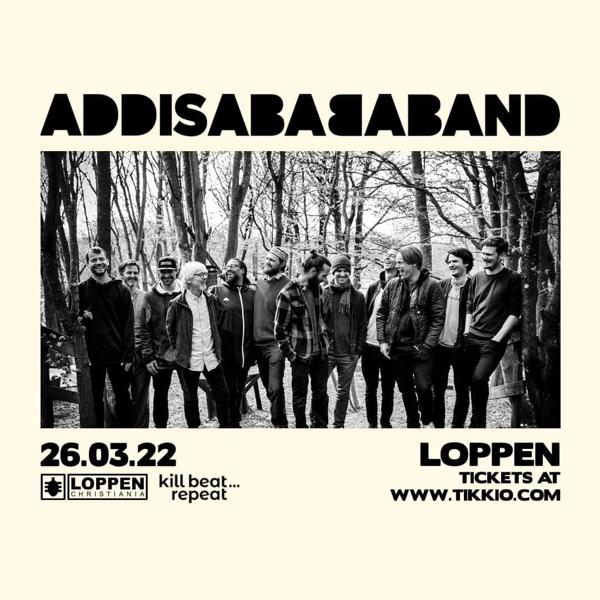 ADDISABABABAND
26.03.22
LOPPEN
CHRISTIANIA
kill beat...
repeat
LOPPEN
TICKETS AT
WWW.TIKKIO.COM